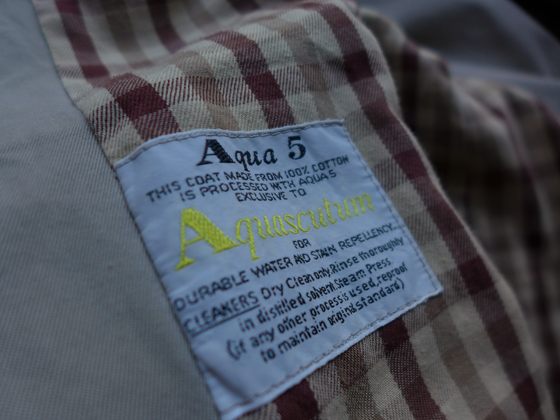 Aqua 5
THIS COAT MADE FROM 100% COTTON
IS PROCESSED WITH AQUA 5
EXCLUSIVE TO
Aquascutum
FOR
DURABLE WATER AND STAIN REPELLENCY.
CLEANERS Dry Clean only. Rinse thoroughly
in distilled solvent. Steam Press.
(if any other process is used, reproof
to maintain original standard)